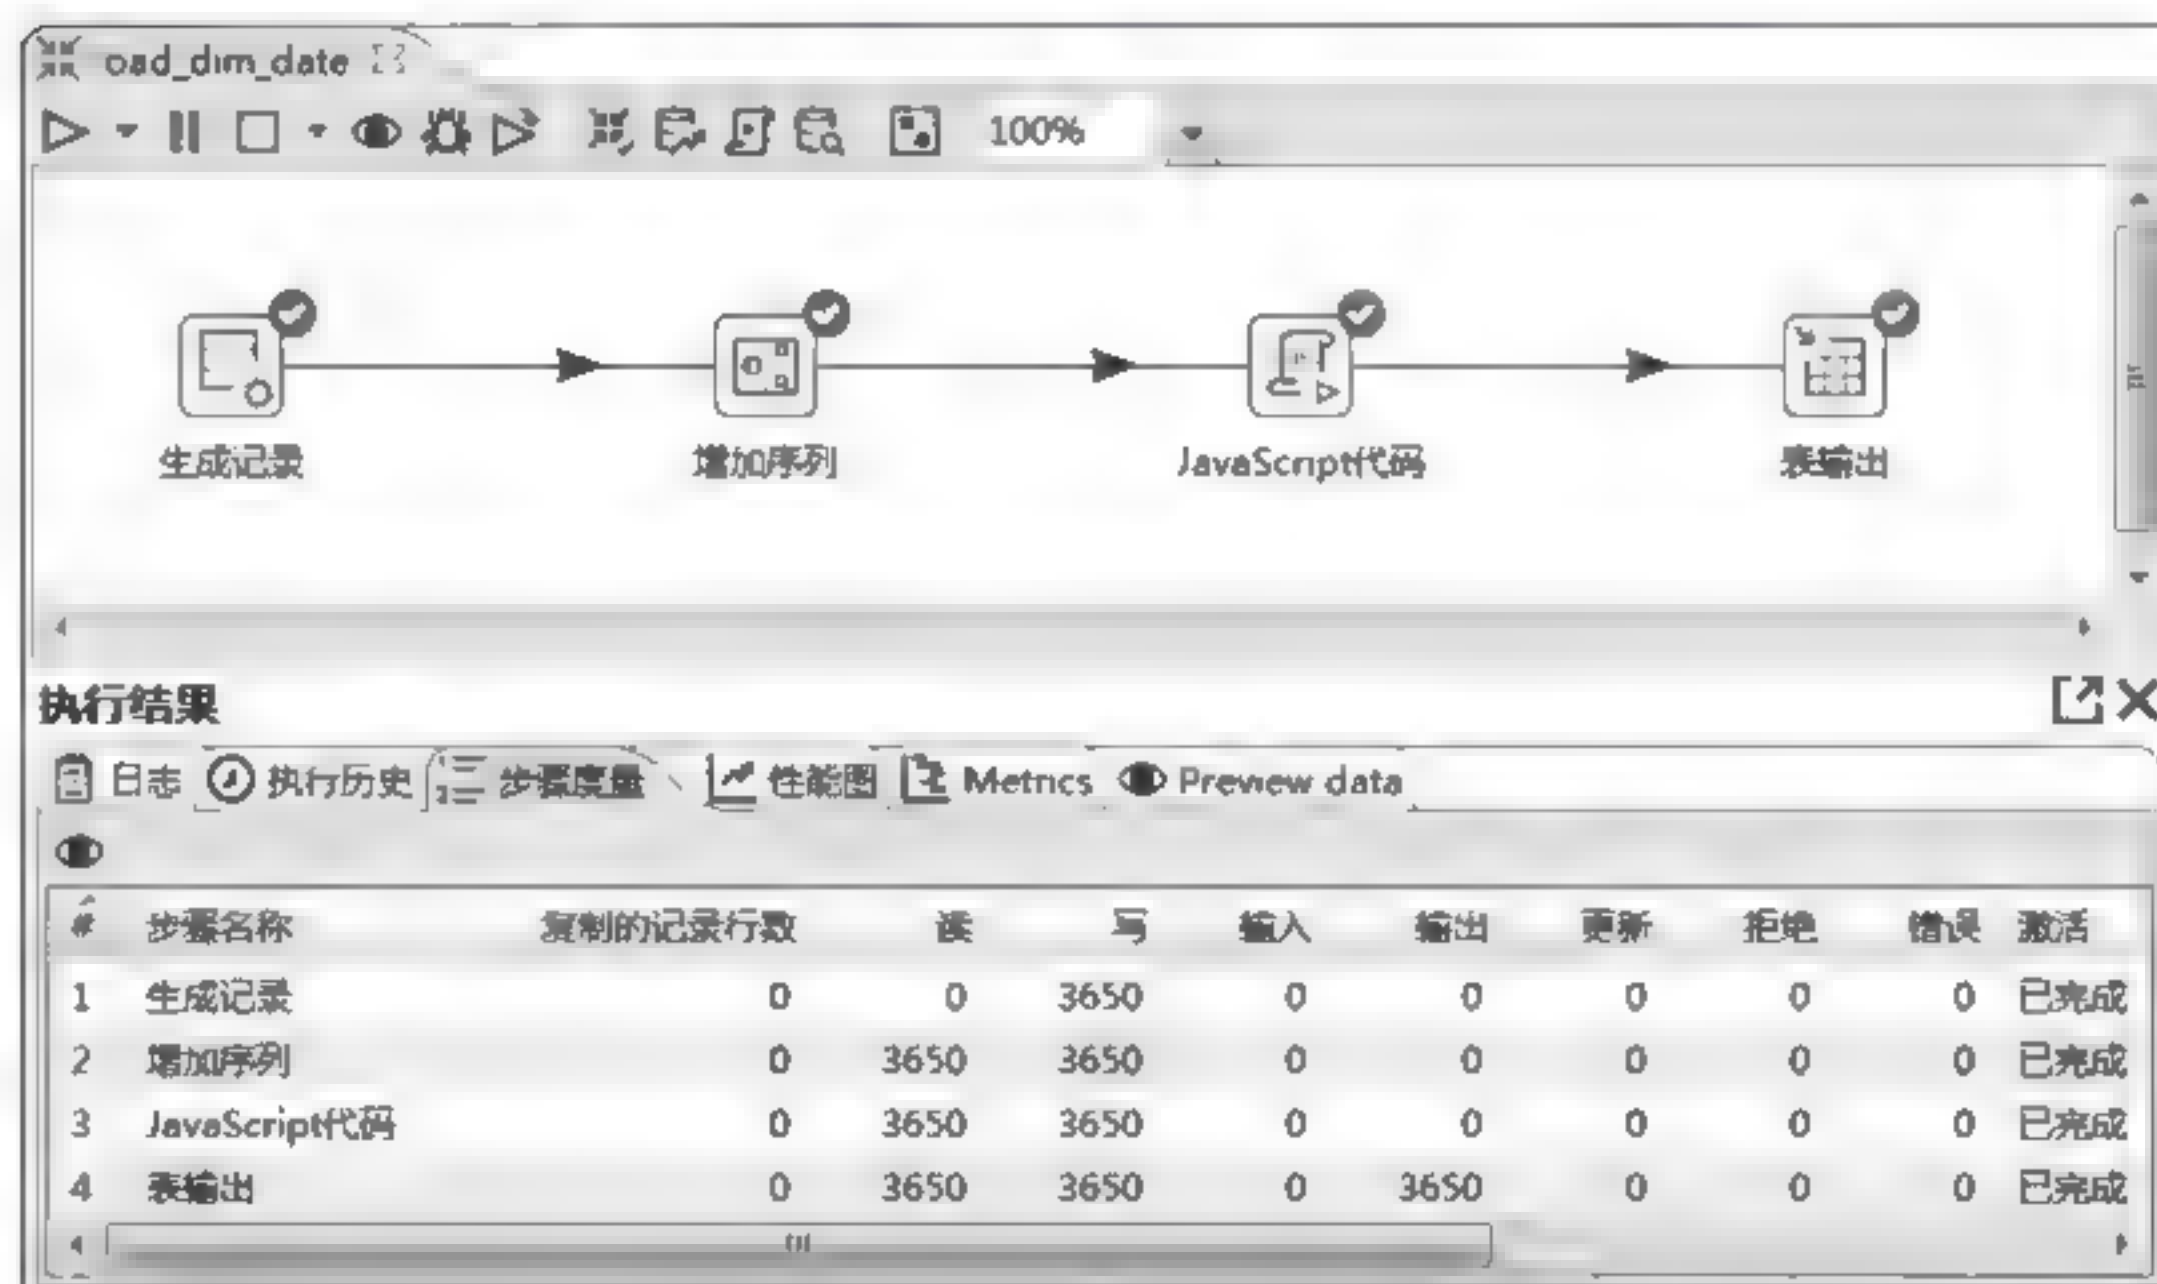 oad_dim_date
100%
生成记录 增加序列 JavaScript代码 表输出
执行结果
日志 执行历史 步骤度量 性能图 Metrics Preview data
# 步骤名称 复制的记录行数 读 写 输入 输出 更新 拒绝 错误 激活
1 生成记录 0 0 3650 0 0 0 0 0 已完成
2 增加序列 0 3650 3650 0 0 0 0 0 已完成
3 JavaScript代码 0 3650 3650 0 0 0 0 0 已完成
4 表输出 0 3650 3650 0 3650 0 0 0 已完成